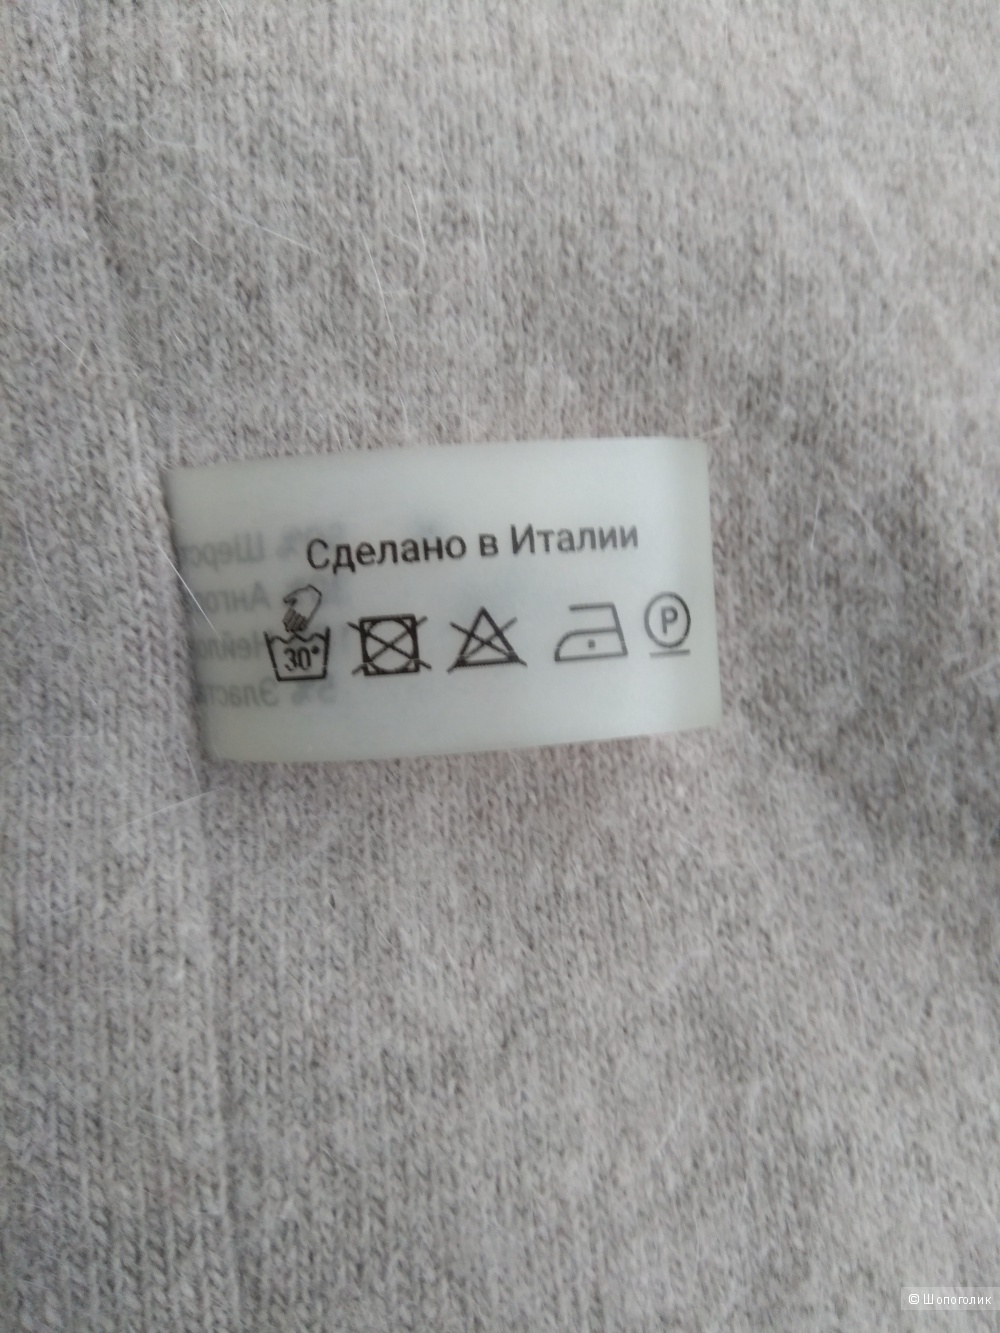 Сделано в Италии
30°
P
© Шопоголик